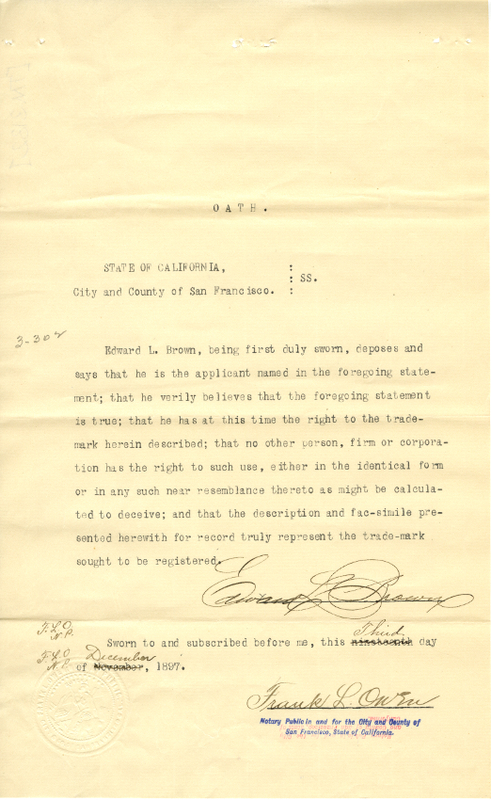 OATH.
STATE OF CALIFORNIA, :
: SS.
City and County of San Francisco. :
3-302
Edward L. Brown, being first duly sworn, deposes and
says that he is the applicant named in the foregoing state-
ment; that he verily believes that the foregoing statement
is true; that he has at this time the right to the trade-
mark herein described; that no other person, firm or corpora-
tion has the right to such use, either in the identical form
or in any such near resemblance thereto as might be calcula-
ted to deceive; and that the description and fac-simile pre-
sented herewith for record truly represent the trade-mark
sought to be registered.
Edward L. Brown
F.L.O.
N.P.
Third
Sworn to and subscribed before me, this nineteenth day
F.L.O.
N.P.
December
of November, 1897.
Frank L. Owen
Notary Public in and for the City and County of
San Francisco, State of California.